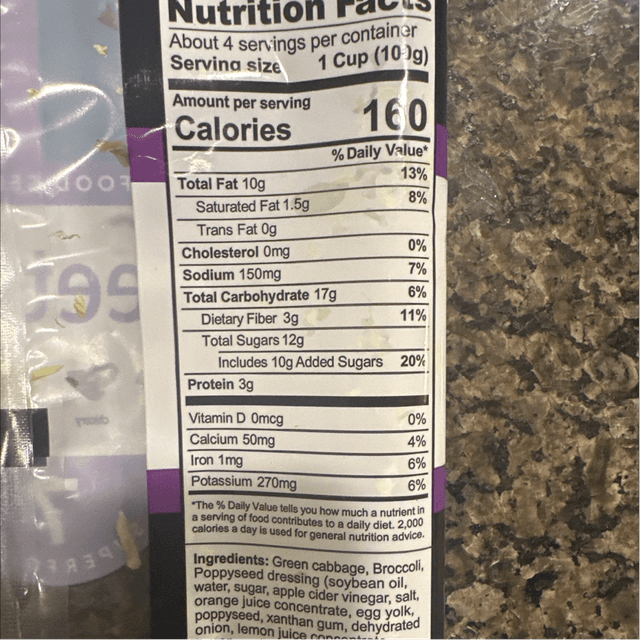 Nutrition Facts
About 4 servings per container
Serving size 1 Cup (100g)
Amount per serving
Calories 160
% Daily Value*
Total Fat 10g 13%
Saturated Fat 1.5g 8%
Trans Fat 0g
Cholesterol 0mg 0%
Sodium 150mg 7%
Total Carbohydrate 17g 6%
Dietary Fiber 3g 11%
Total Sugars 12g
Includes 10g Added Sugars 20%
Protein 3g
Vitamin D 0mcg 0%
Calcium 50mg 4%
Iron 1mg 6%
Potassium 270mg 6%
*The % Daily Value tells you how much a nutrient in
a serving of food contributes to a daily diet. 2,000
calories a day is used for general nutrition advice.
Ingredients: Green cabbage, Broccoli,
Poppyseed dressing (soybean oil,
water, sugar, apple cider vinegar, salt,
orange juice concentrate, egg yolk,
poppyseed, xanthan gum, dehydrated
onion, lemon juice